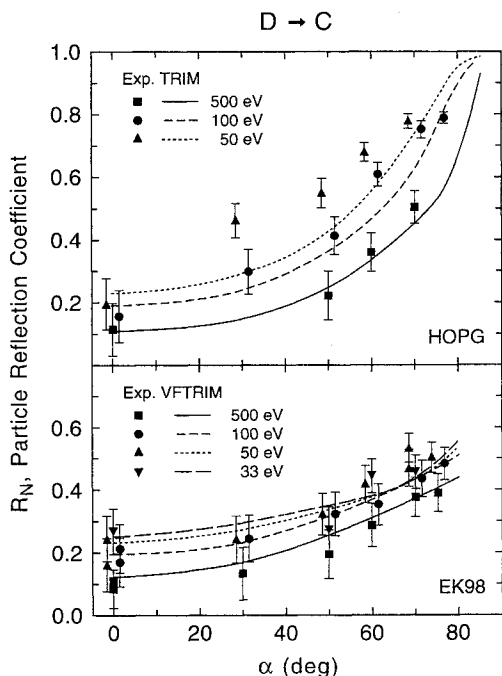 D → C
1.0
Exp. TRIM
500 eV
100 eV
50 eV
0.8
0.6
0.4
0.2
HOPG
R_N, Particle Reflection Coefficient
Exp. VFTRIM
500 eV
100 eV
50 eV
33 eV
0.6
0.4
0.2
0.0
EK98
0 20 40 60 80
α (deg)